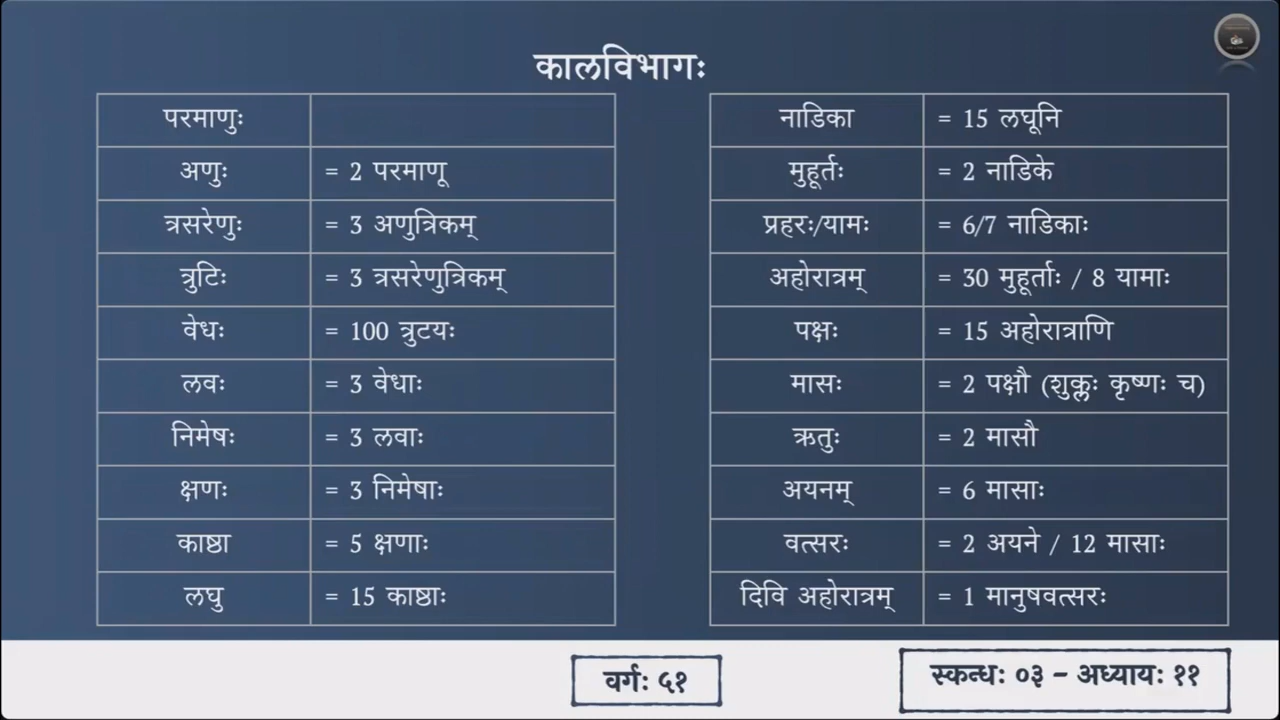 कालविभागः
परमाणुः
अणुः = 2 परमाणू
त्रसरेणुः = 3 अणुत्रिकम्
त्रुटिः = 3 त्रसरेणुत्रिकम्
वेधः = 100 त्रुटयः
लवः = 3 वेधाः
निमेषः = 3 लवाः
क्षणः = 3 निमेषाः
काष्ठा = 5 क्षणाः
लघु = 15 काष्ठाः
नाडिका = 15 लघूनि
मुहूर्तः = 2 नाडिके
प्रहरः/यामः = 6/7 नाडिकाः
अहोरात्रम् = 30 मुहूर्ताः / 8 यामाः
पक्षः = 15 अहोरात्राणि
मासः = 2 पक्षौ (शुक्लः कृष्णः च)
ऋतुः = 2 मासौ
अयनम् = 6 मासाः
वत्सरः = 2 अयने / 12 मासाः
दिवि अहोरात्रम् = 1 मानुषवत्सरः
वर्गः ५१
स्कन्धः ०३ - अध्यायः ११